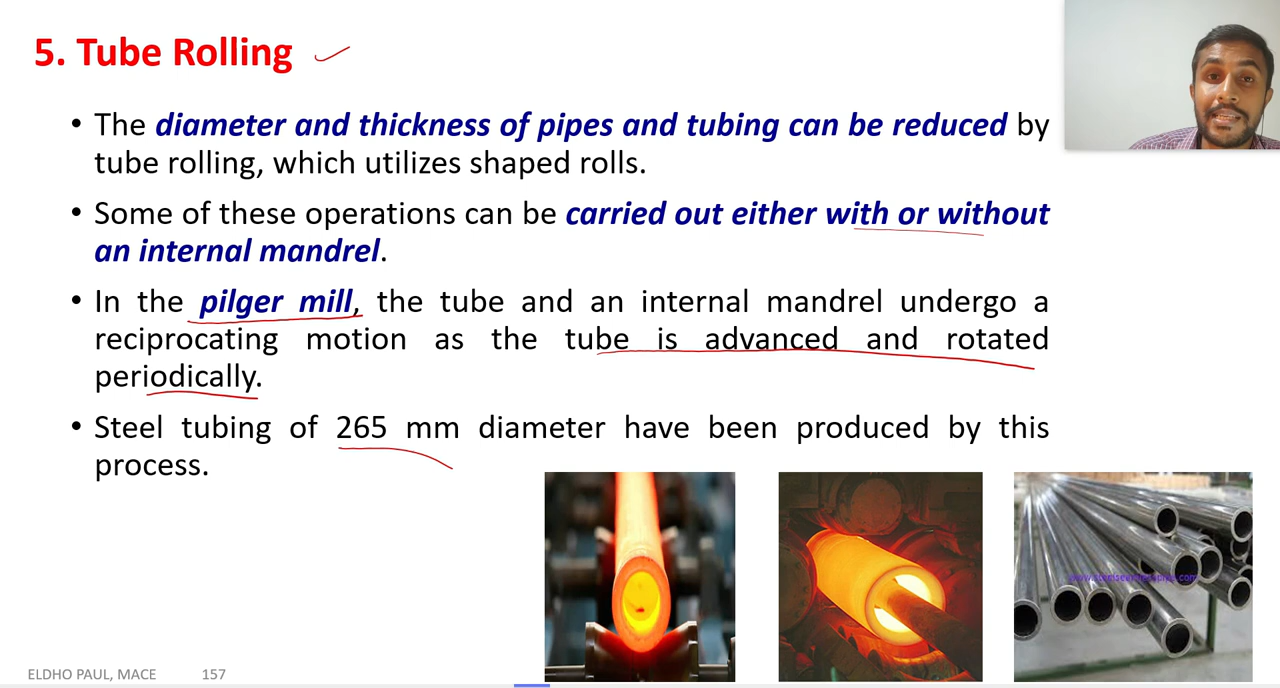 5. Tube Rolling
• The diameter and thickness of pipes and tubing can be reduced by
tube rolling, which utilizes shaped rolls.
• Some of these operations can be carried out either with or without
an internal mandrel.
• In the pilger mill, the tube and an internal mandrel undergo a
reciprocating motion as the tube is advanced and rotated
periodically.
• Steel tubing of 265 mm diameter have been produced by this
process.
ELDHO PAUL, MACE 157